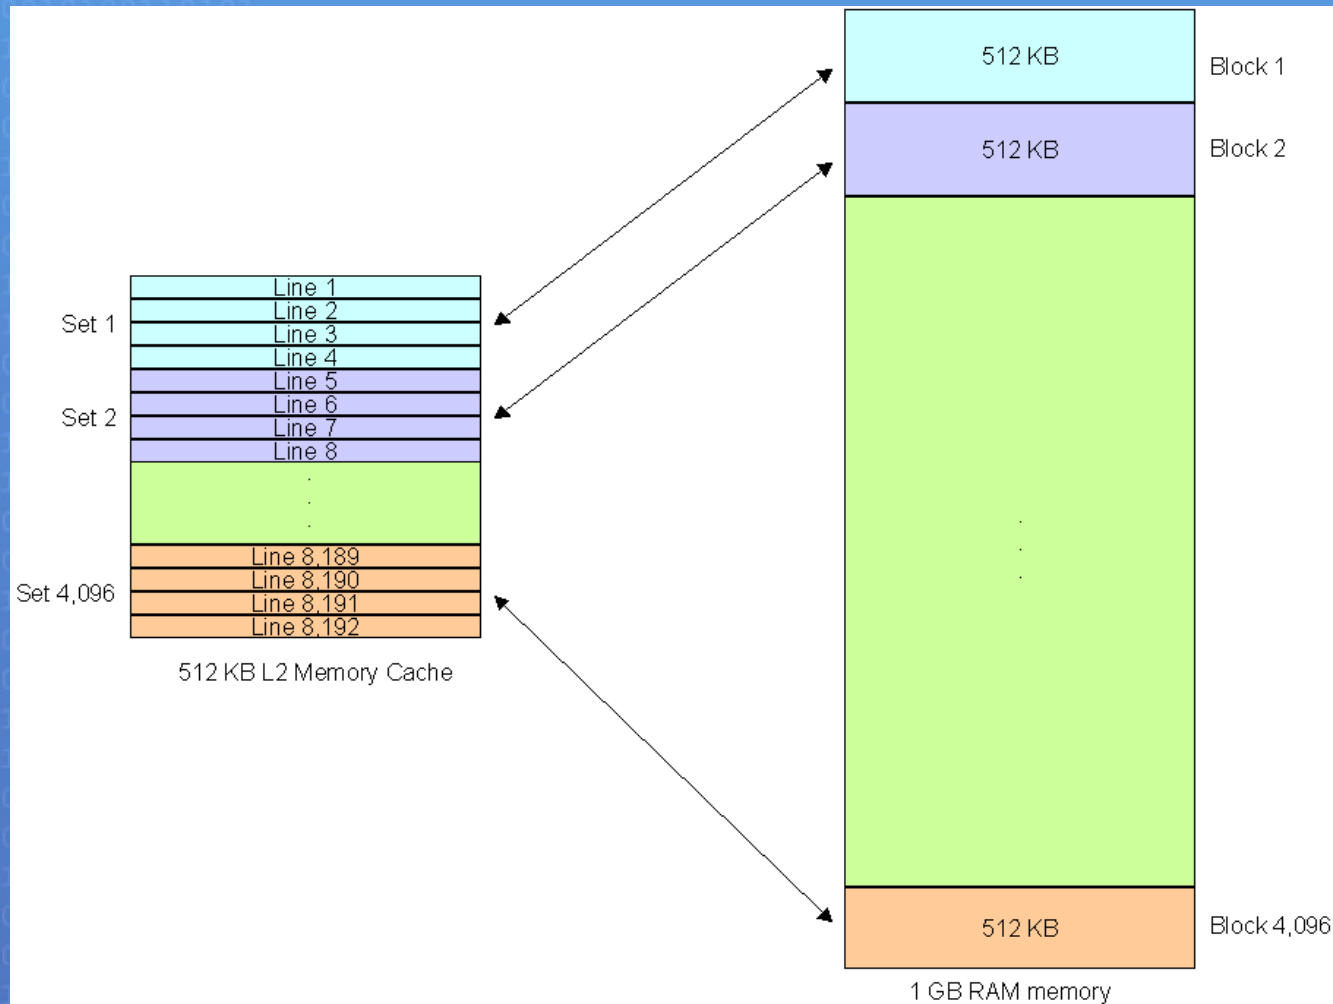 512 KB
Block 1
512 KB
Block 2
Line 1
Line 2
Set 1
Line 3
Line 4
Line 5
Line 6
Set 2
Line 7
Line 8
.
.
.
.
.
.
Line 8,189
Line 8,190
Set 4,096
Line 8,191
Line 8,192
512 KB L2 Memory Cache
512 KB
Block 4,096
1 GB RAM memory